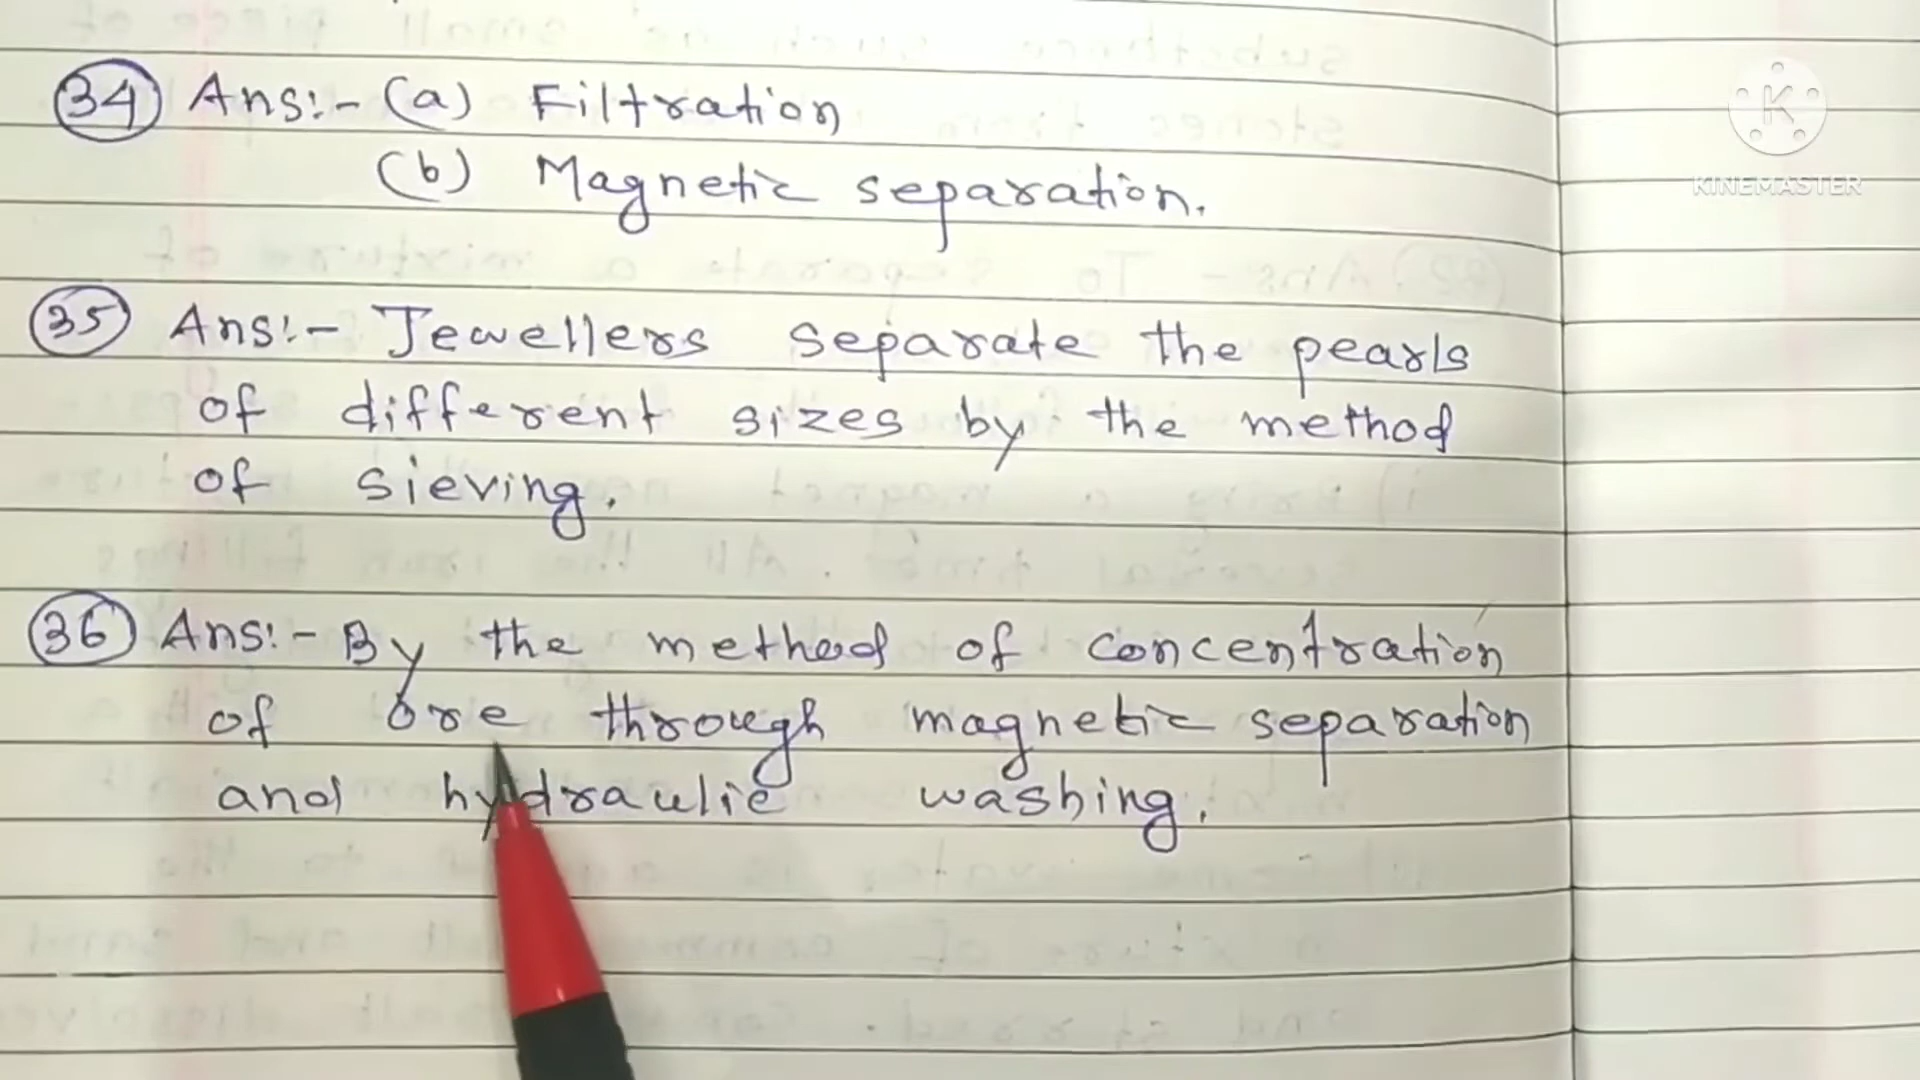 34 Ans:- (a) Filtration
(b) Magnetic separation.
35 Ans:- Jewellers separate the pearls
of different sizes by the method
of sieving.
36 Ans:- By the method of concentration
of ore through magnetic separation
and hydraulic washing.
KINEMASTER